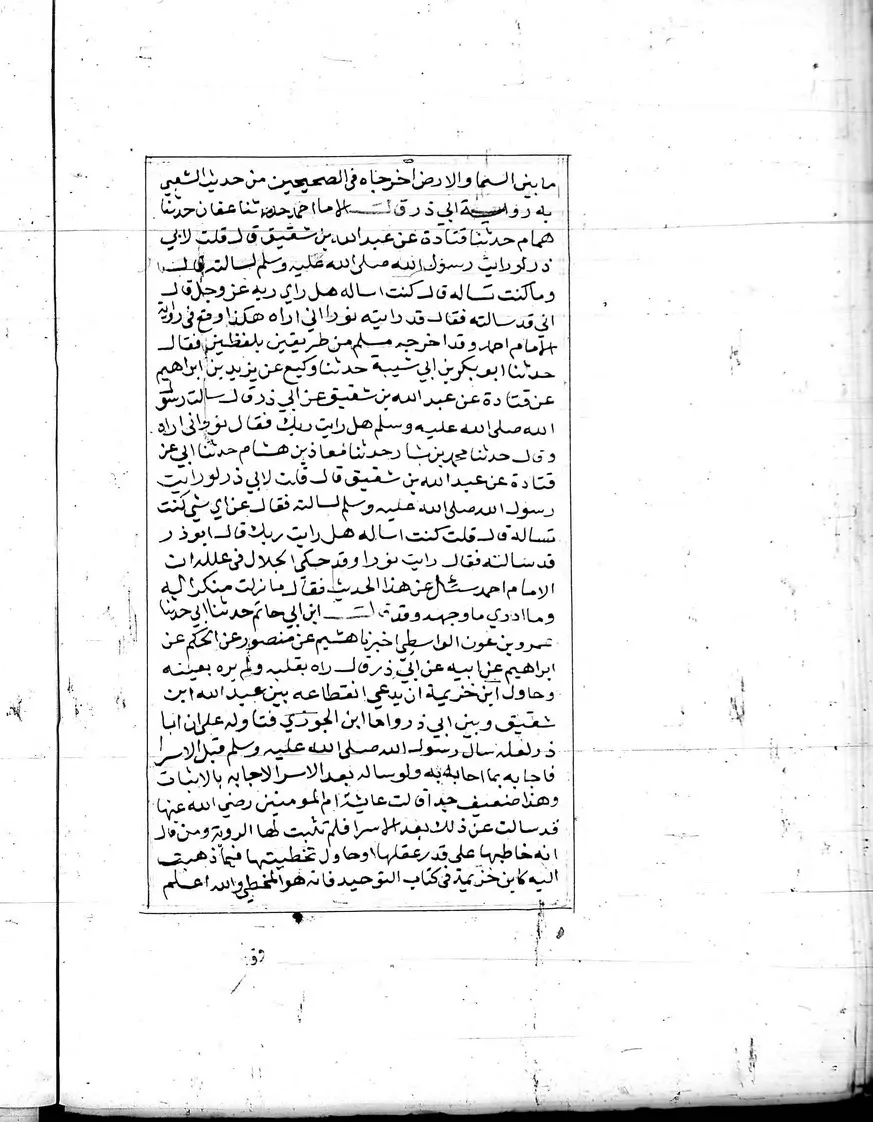 ما بين السما والارض اخرجاه في الصحيحين من حديث الشعبي
به رواية ابي ذر قال الامام احمد حدثنا عفان حدثنا
همام حدثنا قتادة عن عبد الله بن شقيق قال قلت لابي
ذر لو رايت رسول الله صلى الله عليه وسلم لسالته قال
وما كنت تساله قال كنت اساله هل راي ربه عز وجل قال
اني قد سالته فقال قد رايته نورا اني اراه هكذا وقع في رواية
الامام احمد وقد اخرجه مسلم من طريقين بلفظين فقال
حدثنا ابو بكر بن ابي شيبة حدثنا وكيع عن يزيد بن ابراهيم
عن قتادة عن عبد الله بن شقيق عن ابي ذر قال سالت رسول
الله صلى الله عليه وسلم هل رايت ربك فقال نور اني اراه
وقال حدثنا محمد بن بشار حدثنا معاذ بن هشام حدثنا ابي عن
قتادة عن عبد الله بن شقيق قال قلت لابي ذر لو رايت
رسول الله صلى الله عليه وسلم لسالته فقال عن اي شي كنت
تساله قال قلت كنت اساله هل رايت ربك قال ابو ذر
قد سالته فقال رايت نورا وقد حكى الخلال في علله ان
الامام احمد سئل عن هذا الحديث فقال ما زلت منكرا اليه
وما ادري ما وجهه وقد قال ابن ابي حاتم حدثنا ابي حدثنا
عمرو بن عون الواسطي اخبرنا هشيم عن منصور عن الحكم عن
ابراهيم عن ابيه عن ابي ذر قال راه بقلبه ولم يره بعينه
وحاول ابن خزيمة ان يدعي انقطاعه بين عبد الله ابن
شقيق وبين ابي ذر واما ابن الجوزي فتاوله على ان ابا
ذر لعله سال رسول الله صلى الله عليه وسلم قبل الاسرا
فاجابه بما اجابه به ولو ساله بعد الاسرا لاجابه بالاثبات
وهذا ضعيف جدا قالت عايشة ام المومنين رضي الله عنها
قد سالت عن ذلك بعد الاسرا فلم تثبت لها الروية ومن قال
انه خاطبها على قدر عقلها او حاول تخطيتها فيما ذهبت
اليه كابن خزيمة في كتاب التوحيد فانه هو المخطي والله اعلم